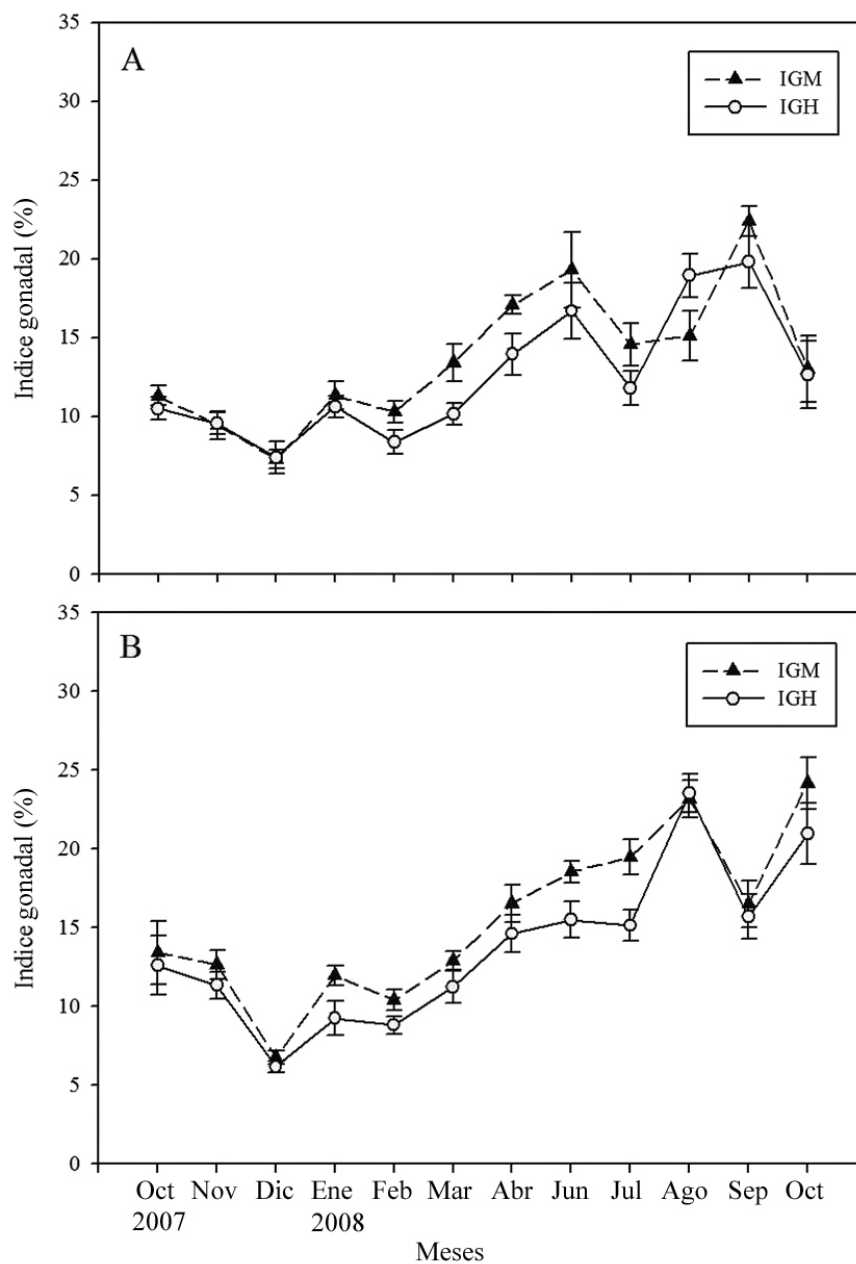 A
IGM
IGH
35
30
25
20
15
10
5
0
Indice gonadal (%)
B
IGM
IGH
35
30
25
20
15
10
5
0
Indice gonadal (%)
Oct Nov Dic Ene Feb Mar Abr Jun Jul Ago Sep Oct
2007 2008
Meses